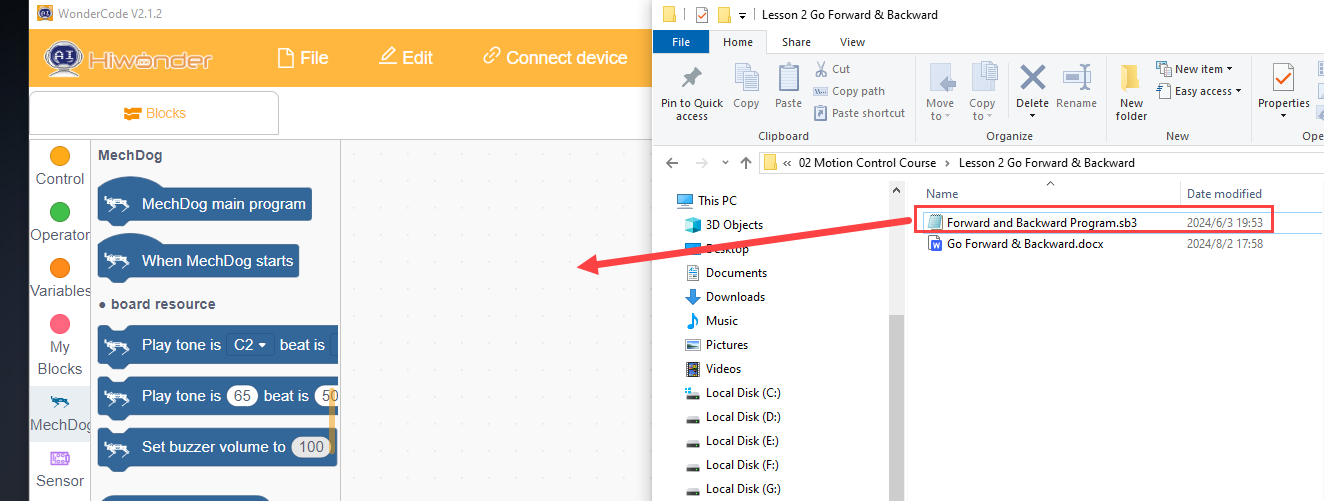 WonderCode V2.1.2
AI Hiwonder
File
Edit
Connect device
Blocks
Control
Operator
Variables
My
Blocks
MechDog
Sensor
MechDog
MechDog main program
When MechDog starts
● board resource
Play tone is C2 beat is
Play tone is 65 beat is 50
Set buzzer volume to 100
Lesson 2 Go Forward & Backward
File
Home
Share
View
Pin to Quick
access
Copy
Paste
Cut
Copy path
Paste shortcut
Clipboard
Move
to
Copy
to
Delete
Rename
Organize
New
folder
New item
Easy access
New
Properties
Ope
« 02 Motion Control Course > Lesson 2 Go Forward & Backward
This PC
3D Objects
Desktop
Documents
Downloads
Music
Pictures
Videos
Local Disk (C:)
Local Disk (D:)
Local Disk (E:)
Local Disk (F:)
Local Disk (G:)
Name
Date modified
Forward and Backward Program.sb3 2024/6/3 19:53
W Go Forward & Backward.docx 2024/8/2 17:58